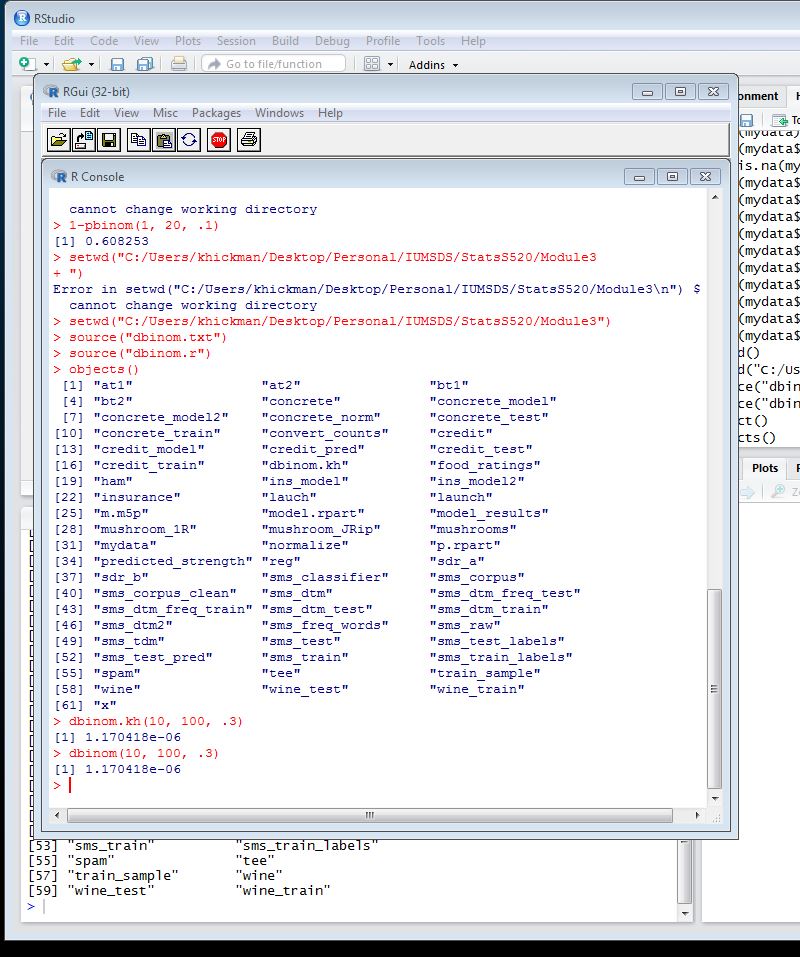 RStudio
File Edit Code View Plots Session Build Debug Profile Tools Help
Go to file/function Addins
RGui (32-bit)
File Edit View Misc Packages Windows Help
STOP
R Console
cannot change working directory
> 1-pbinom(1, 20, .1)
[1] 0.608253
> setwd("C:/Users/khickman/Desktop/Personal/IUMSDS/StatsS520/Module3
+ ")
Error in setwd("C:/Users/khickman/Desktop/Personal/IUMSDS/StatsS520/Module3\n") $
cannot change working directory
> setwd("C:/Users/khickman/Desktop/Personal/IUMSDS/StatsS520/Module3")
> source("dbinom.txt")
> source("dbinom.r")
> objects()
[1] "at1" "at2" "bt1"
[4] "bt2" "concrete" "concrete_model"
[7] "concrete_model2" "concrete_norm" "concrete_test"
[10] "concrete_train" "convert_counts" "credit"
[13] "credit_model" "credit_pred" "credit_test"
[16] "credit_train" "dbinom.kh" "food_ratings"
[19] "ham" "ins_model" "ins_model2"
[22] "insurance" "lauch" "launch"
[25] "m.m5p" "model.rpart" "model_results"
[28] "mushroom_1R" "mushroom_JRip" "mushrooms"
[31] "mydata" "normalize" "p.rpart"
[34] "predicted_strength" "reg" "sdr_a"
[37] "sdr_b" "sms_classifier" "sms_corpus"
[40] "sms_corpus_clean" "sms_dtm" "sms_dtm_freq_test"
[43] "sms_dtm_freq_train" "sms_dtm_test" "sms_dtm_train"
[46] "sms_dtm2" "sms_freq_words" "sms_raw"
[49] "sms_tdm" "sms_test" "sms_test_labels"
[52] "sms_test_pred" "sms_train" "sms_train_labels"
[55] "spam" "tee" "train_sample"
[58] "wine" "wine_test" "wine_train"
[61] "x"
> dbinom.kh(10, 100, .3)
[1] 1.170418e-06
> dbinom(10, 100, .3)
[1] 1.170418e-06
>
[53] "sms_train" "sms_train_labels"
[55] "spam" "tee"
[57] "train_sample" "wine"
[59] "wine_test" "wine_train"
>
onment H
To
(mydata
(mydata$
is.na(my
(mydata$
(mydata$
(mydata$
(mydata$
(mydata$
(mydata$
(mydata$
(mydata$
(mydata$
(mydata$
d()
d("C:/Us
ce("dbin
ce("dbin
ct()
cts()
Plots